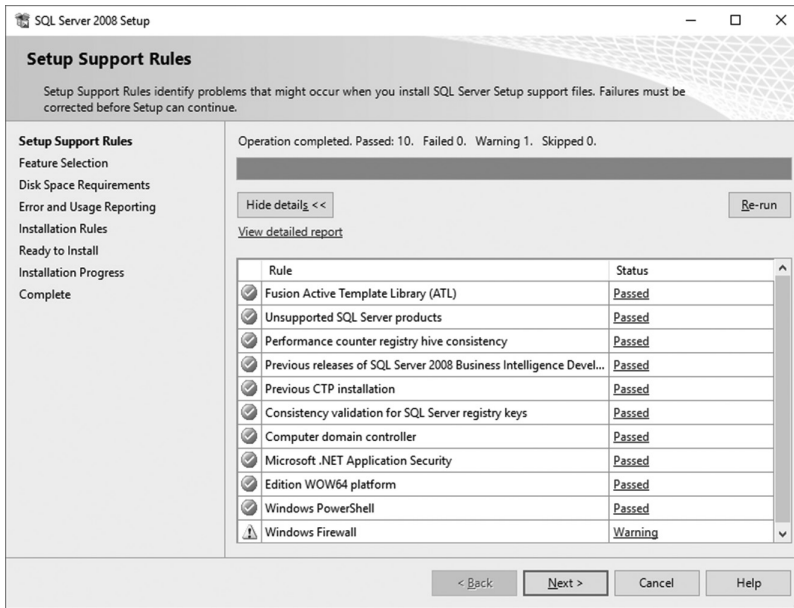 SQL Server 2008 Setup
Setup Support Rules
Setup Support Rules identify problems that might occur when you install SQL Server Setup support files. Failures must be
corrected before Setup can continue.
Setup Support Rules
Feature Selection
Disk Space Requirements
Error and Usage Reporting
Installation Rules
Ready to Install
Installation Progress
Complete
Operation completed. Passed: 10. Failed 0. Warning 1. Skipped 0.
Hide details <<
Re-run
View detailed report
Rule Status
Fusion Active Template Library (ATL) Passed
Unsupported SQL Server products Passed
Performance counter registry hive consistency Passed
Previous releases of SQL Server 2008 Business Intelligence Devel... Passed
Previous CTP installation Passed
Consistency validation for SQL Server registry keys Passed
Computer domain controller Passed
Microsoft .NET Application Security Passed
Edition WOW64 platform Passed
Windows PowerShell Passed
Windows Firewall Warning
< Back Next > Cancel Help